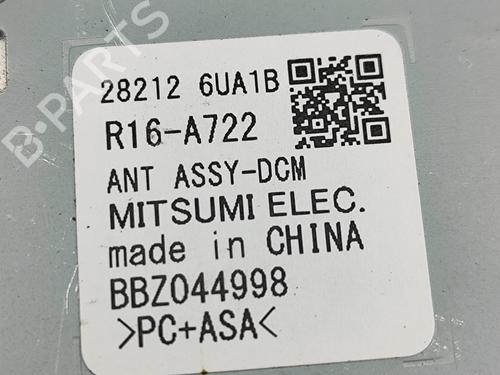 B-PARTS
28212 6UA1B
R16-A722
ANT ASSY-DCM
MITSUMI ELEC.
made in CHINA
BBZ044998
>PC+ASA<